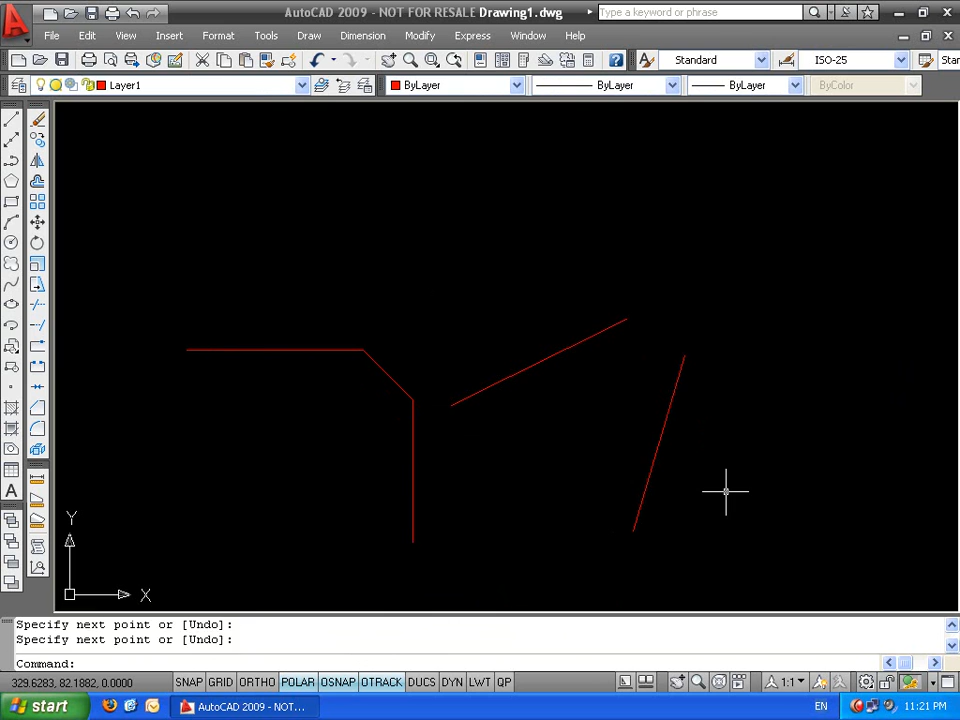 AutoCAD 2009 - NOT FOR RESALE Drawing1.dwg
Type a keyword or phrase
File Edit View Insert Format Tools Draw Dimension Modify Express Window Help
Standard ISO-25 Star
Layer1 ByLayer ByLayer ByLayer ByColor
A
Y
X
Specify next point or [Undo]:
Specify next point or [Undo]:
Command:
329.6283, 82.1882, 0.0000 SNAP GRID ORTHO POLAR OSNAP OTRACK DUCS DYN LWT QP 1:1
start AutoCAD 2009 - NOT... EN 11:21 PM